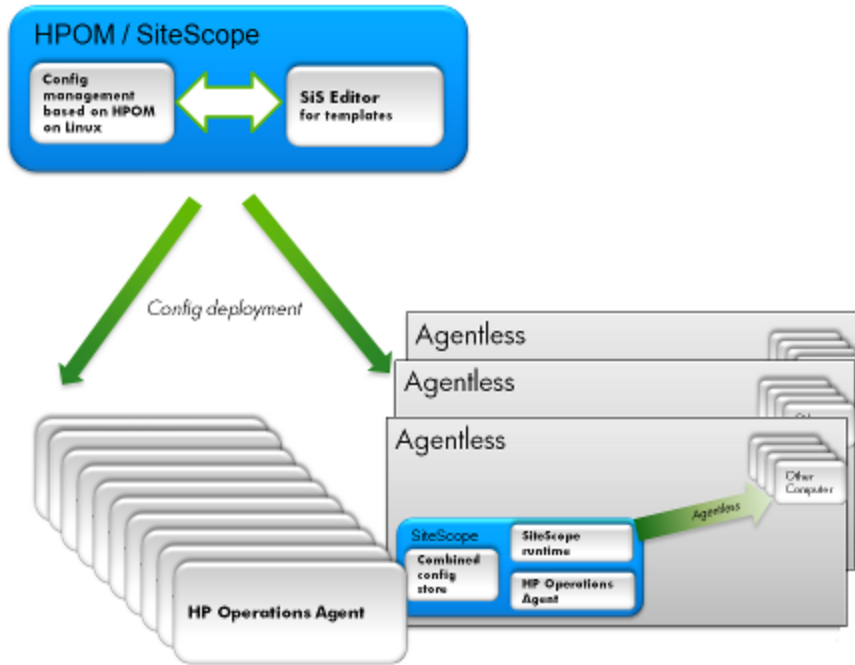 HPOM / SiteScope
Config
management
based on HPOM
on Linux
SiS Editor
for templates
Config deployment
Agentless
Agentless
Agentless
Other
Computer
Agentless
SiteScope
Combined
config
store
SiteScope
runtime
HP Operations
Agent
HP Operations Agent